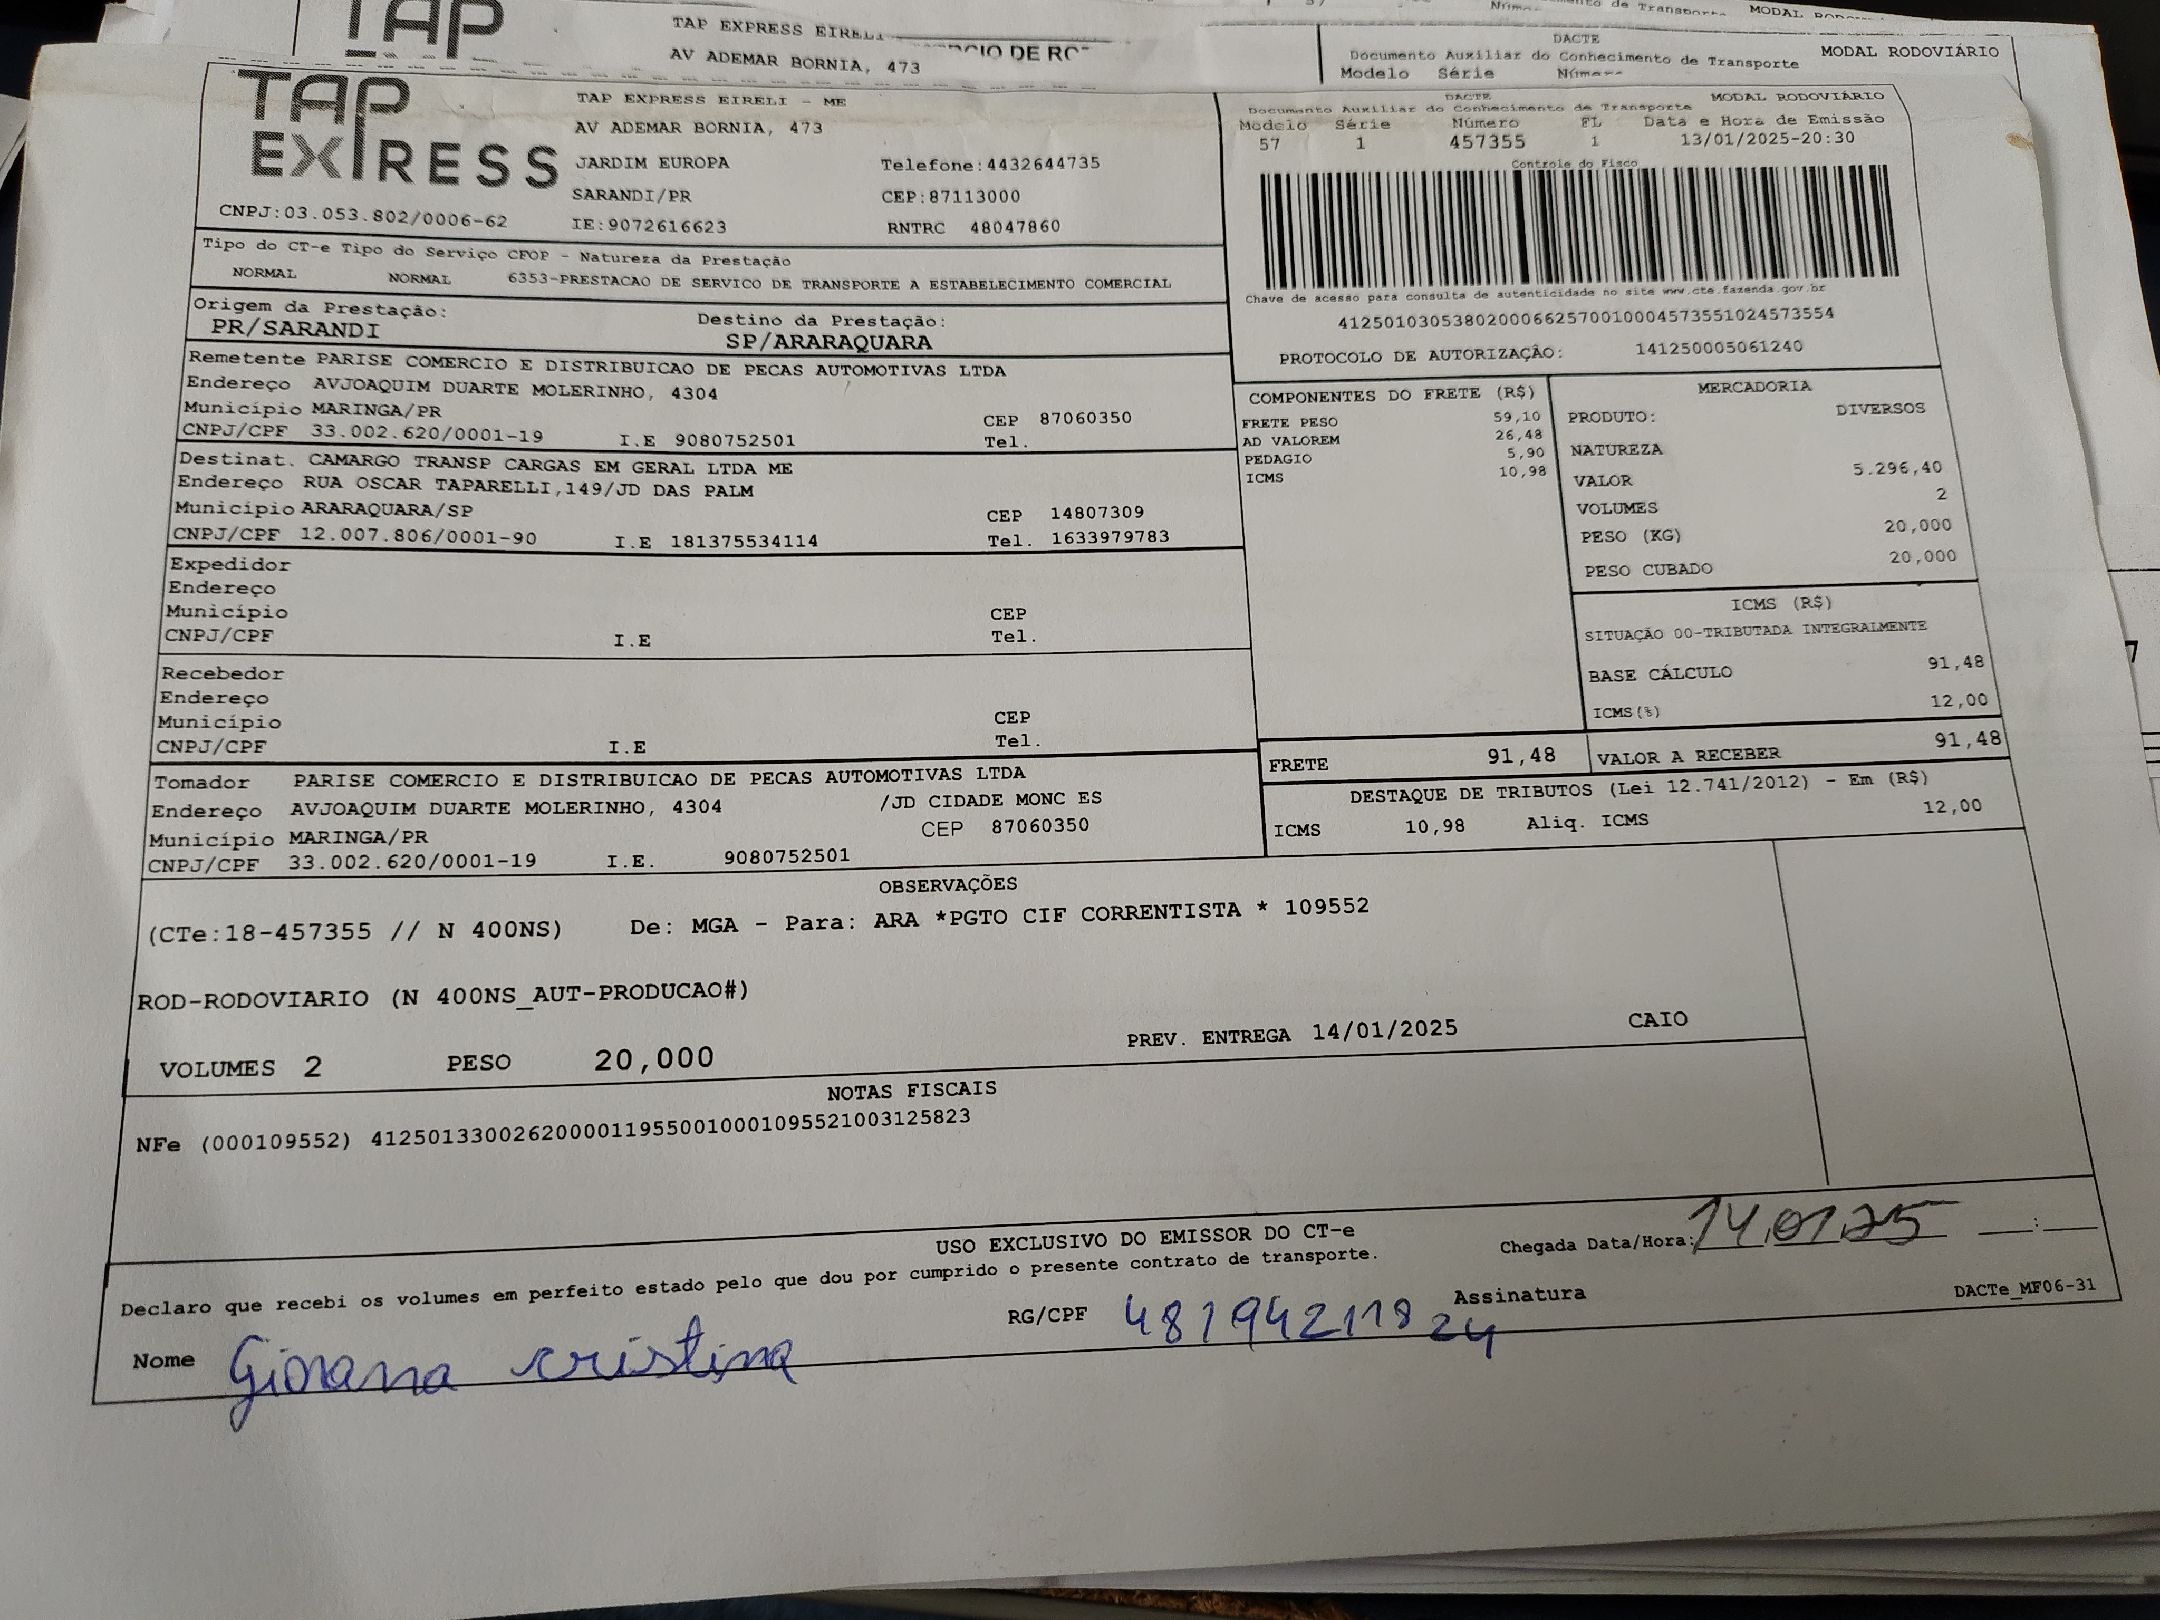 TAP
TAP EXPRESS EIRELI
AV ADEMAR BORNIA, 473
DACTE
Documento Auxiliar do Conhecimento de Transporte
MODAL RODOVIÁRIO
Modelo Série
TAP
EXPRESS
CNPJ:03.053.802/0006-62
TAP EXPRESS EIRELI - ME
AV ADEMAR BORNIA, 473
JARDIM EUROPA Telefone:4432644735
SARANDI/PR CEP:87113000
IE:9072616623 RNTRC 48047860
DACTE MODAL RODOVIÁRIO
Documento Auxiliar do Conhecimento de Transporte
Modelo Série Número FL Data e Hora de Emissão
57 1 457355 1 13/01/2025-20:30
Controle do Fisco
Chave de acesso para consulta de autenticidade no site www.cte.fazenda.gov.br
41250103053802000662570010004573551024573554
PROTOCOLO DE AUTORIZAÇÃO: 141250005061240
Tipo do CT-e Tipo do Serviço CFOP - Natureza da Prestação
NORMAL NORMAL 6353-PRESTACAO DE SERVICO DE TRANSPORTE A ESTABELECIMENTO COMERCIAL
Origem da Prestação: Destino da Prestação:
PR/SARANDI SP/ARARAQUARA
Remetente PARISE COMERCIO E DISTRIBUICAO DE PECAS AUTOMOTIVAS LTDA
Endereço AVJOAQUIM DUARTE MOLERINHO, 4304
Município MARINGA/PR CEP 87060350
CNPJ/CPF 33.002.620/0001-19 I.E 9080752501 Tel.
Destinat. CAMARGO TRANSP CARGAS EM GERAL LTDA ME
Endereço RUA OSCAR TAPARELLI,149/JD DAS PALM
Município ARARAQUARA/SP CEP 14807309
CNPJ/CPF 12.007.806/0001-90 I.E 181375534114 Tel. 1633979783
Expedidor
Endereço
Município CEP
CNPJ/CPF I.E Tel.
Recebedor
Endereço
Município CEP
CNPJ/CPF I.E Tel.
Tomador PARISE COMERCIO E DISTRIBUICAO DE PECAS AUTOMOTIVAS LTDA
Endereço AVJOAQUIM DUARTE MOLERINHO, 4304 /JD CIDADE MONC ES
Município MARINGA/PR CEP 87060350
CNPJ/CPF 33.002.620/0001-19 I.E. 9080752501
COMPONENTES DO FRETE (R$)
FRETE PESO 59,10
AD VALOREM 26,48
PEDAGIO 5,90
ICMS 10,98
MERCADORIA
PRODUTO: DIVERSOS
NATUREZA
VALOR 5.296,40
VOLUMES 2
PESO (KG) 20,000
PESO CUBADO 20,000
ICMS (R$)
SITUAÇÃO 00-TRIBUTADA INTEGRALMENTE
BASE CÁLCULO 91,48
ICMS(%) 12,00
FRETE 91,48 VALOR A RECEBER 91,48
DESTAQUE DE TRIBUTOS (Lei 12.741/2012) - Em (R$)
ICMS 10,98 Aliq. ICMS 12,00
OBSERVAÇÕES
(CTe:18-457355 // N 400NS) De: MGA - Para: ARA *PGTO CIF CORRENTISTA * 109552
ROD-RODOVIARIO (N 400NS_AUT-PRODUCAO#)
VOLUMES 2 PESO 20,000 PREV. ENTREGA 14/01/2025 CAIO
NOTAS FISCAIS
NFe (000109552) 41250133002620000119550010001095521003125823
USO EXCLUSIVO DO EMISSOR DO CT-e
Declaro que recebi os volumes em perfeito estado pelo que dou por cumprido o presente contrato de transporte.
Chegada Data/Hora: 14.01.25 :
Nome Giovana cristina RG/CPF 48194211824 Assinatura
DACTe_MF06-31